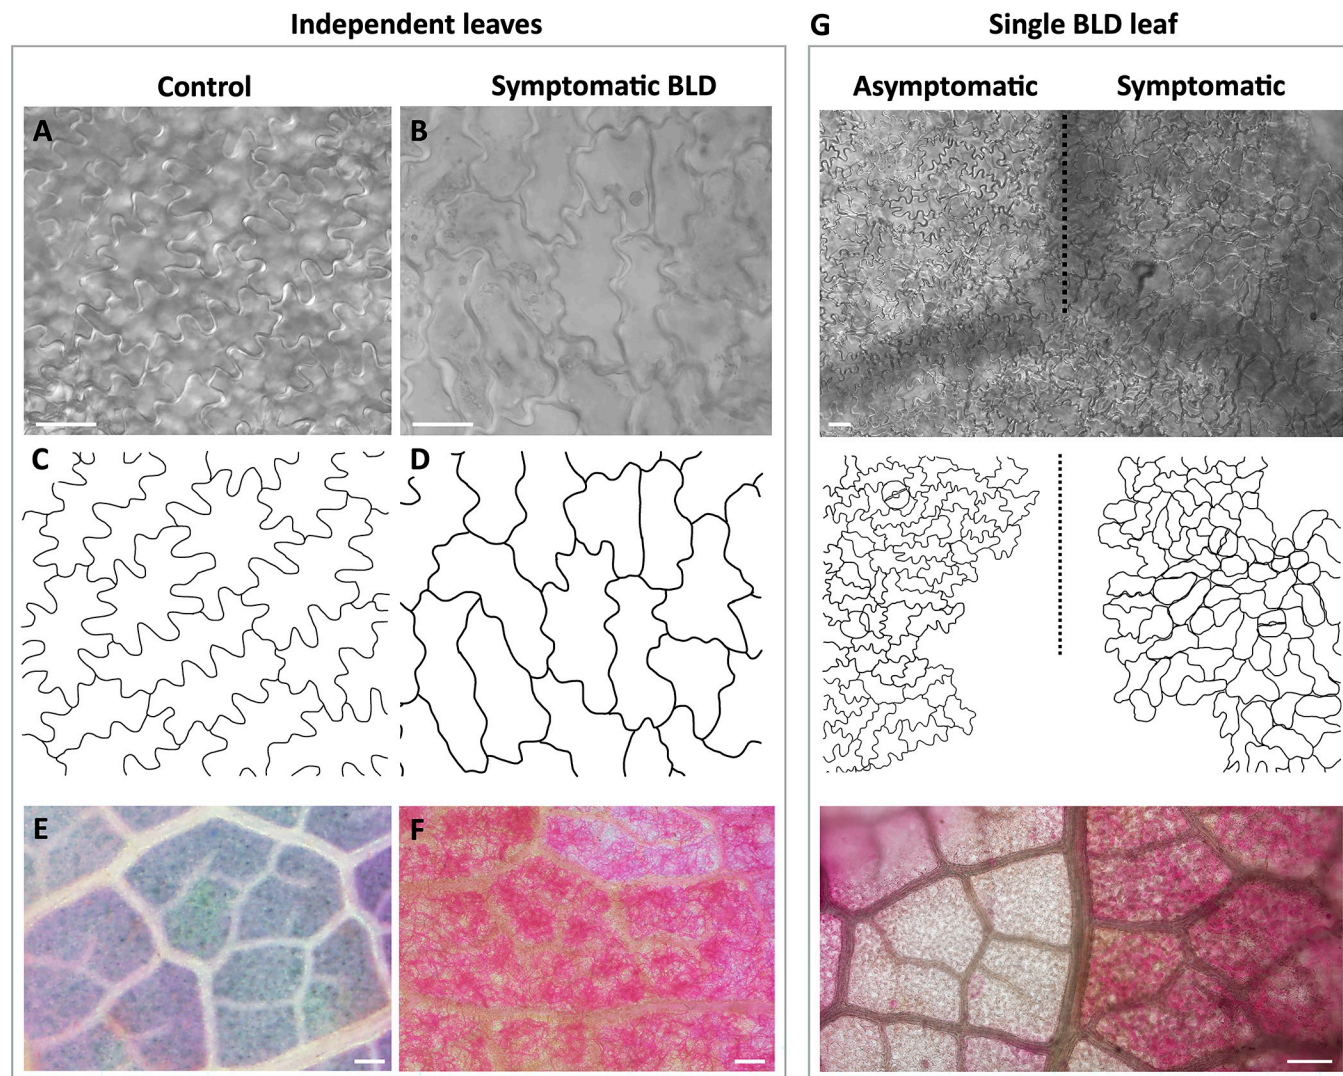 Independent leaves
Control
Symptomatic BLD
A
B
C
D
E
F
G
Single BLD leaf
Asymptomatic
Symptomatic